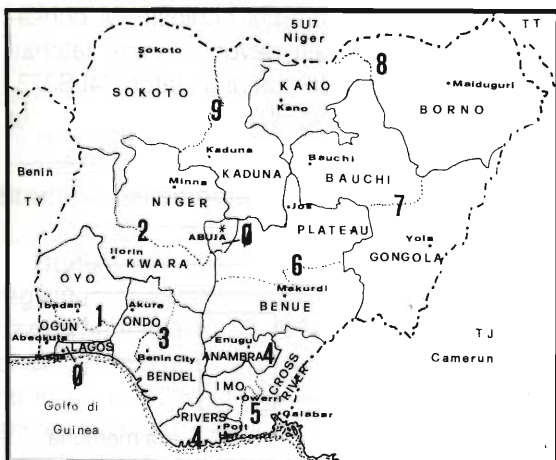 5U7
Niger
TT
Sokoto
SOKOTO
KANO
8
Kano
Maiduguri
BORNO
9
Kaduna
KADUNA
Bauchi
BAUCHI
Benin
TY
Minna
NIGER
Jos
7
2
ABUJA * Ø
PLATEAU
Yola
GONGOLA
Ilorin
KWARA
6
OYO
Makurdi
BENUE
Ibadan
1
Akura
ONDO
OGUN
3
Enugu
ANAMBRA 4
TJ
Camerun
Abeokuta
LAGOS
Ø
Benin City
BENDEL
IMO
CROSS RIVER
Owerri
5
Golfo di
Guinea
RIVERS
4
Port
Harcourt
Calabar